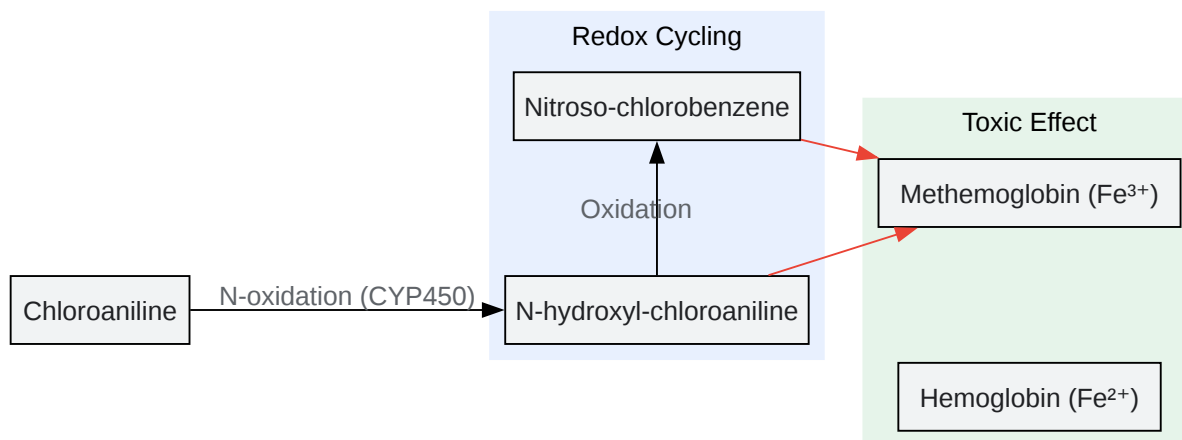 Redox Cycling
Nitroso-chlorobenzene
Toxic Effect
Methemoglobin (Fe³⁺)
Oxidation
Chloroaniline
N-oxidation (CYP450)
N-hydroxyl-chloroaniline
Hemoglobin (Fe²⁺)